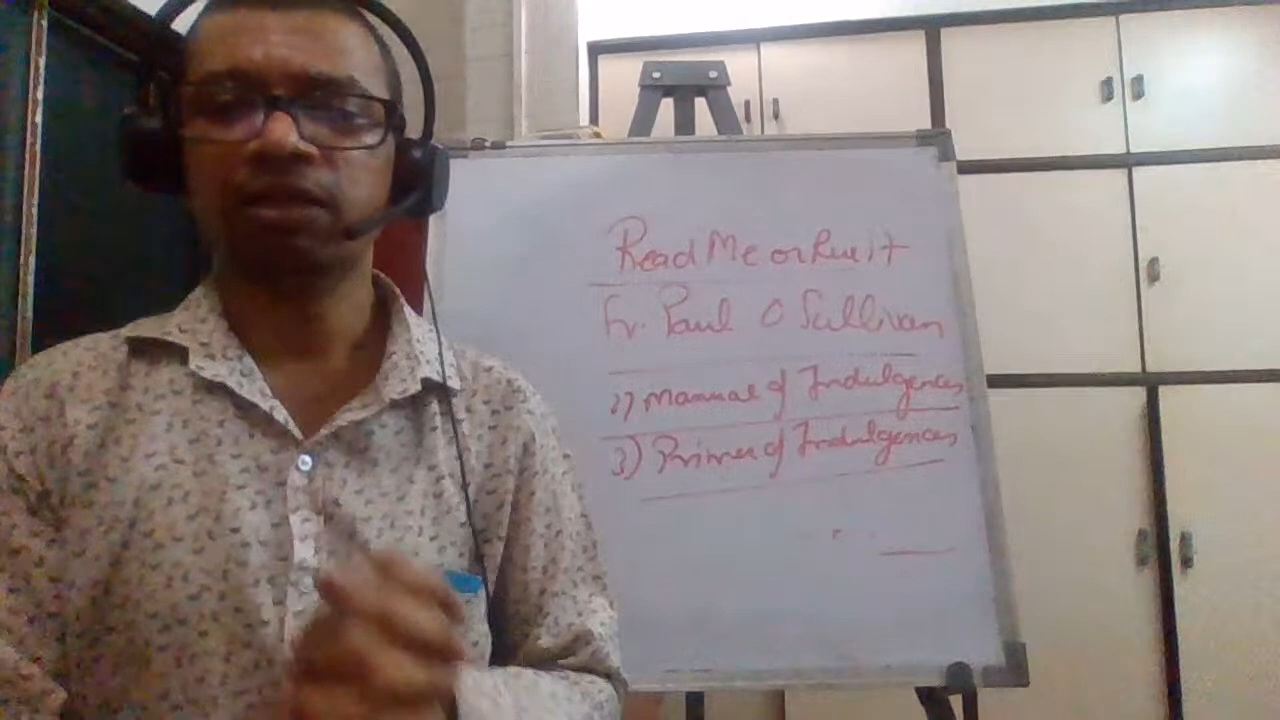 Read Me or Rue it
Fr. Paul O Sullivan
2) Manual of Indulgences
3) Primer of Indulgences